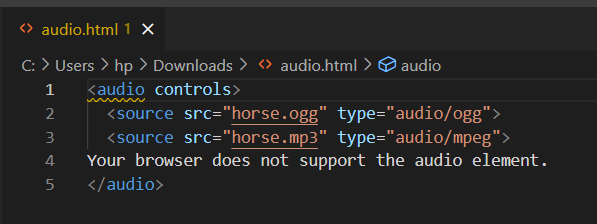 audio.html 1 ×
C: > Users > hp > Downloads > <> audio.html > audio
1 <audio controls>
2 <source src="horse.ogg" type="audio/ogg">
3 <source src="horse.mp3" type="audio/mpeg">
4 Your browser does not support the audio element.
5 </audio>